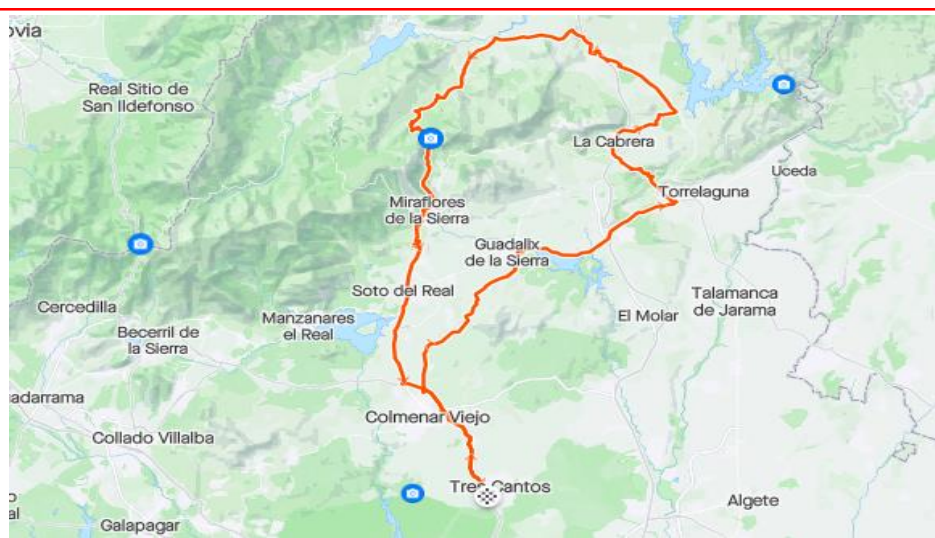 ovia
Real Sitio de
San Ildefonso
La Cabrera
Uceda
Torrelaguna
Miraflores
de la Sierra
Guadalix
de la Sierra
Soto del Real
Talamanca
de Jarama
Cercedilla
Manzanares
el Real
El Molar
Becerril de
la Sierra
uadarrama
Colmenar Viejo
Collado Villalba
Tres Cantos
Algete
o
al
Galapagar